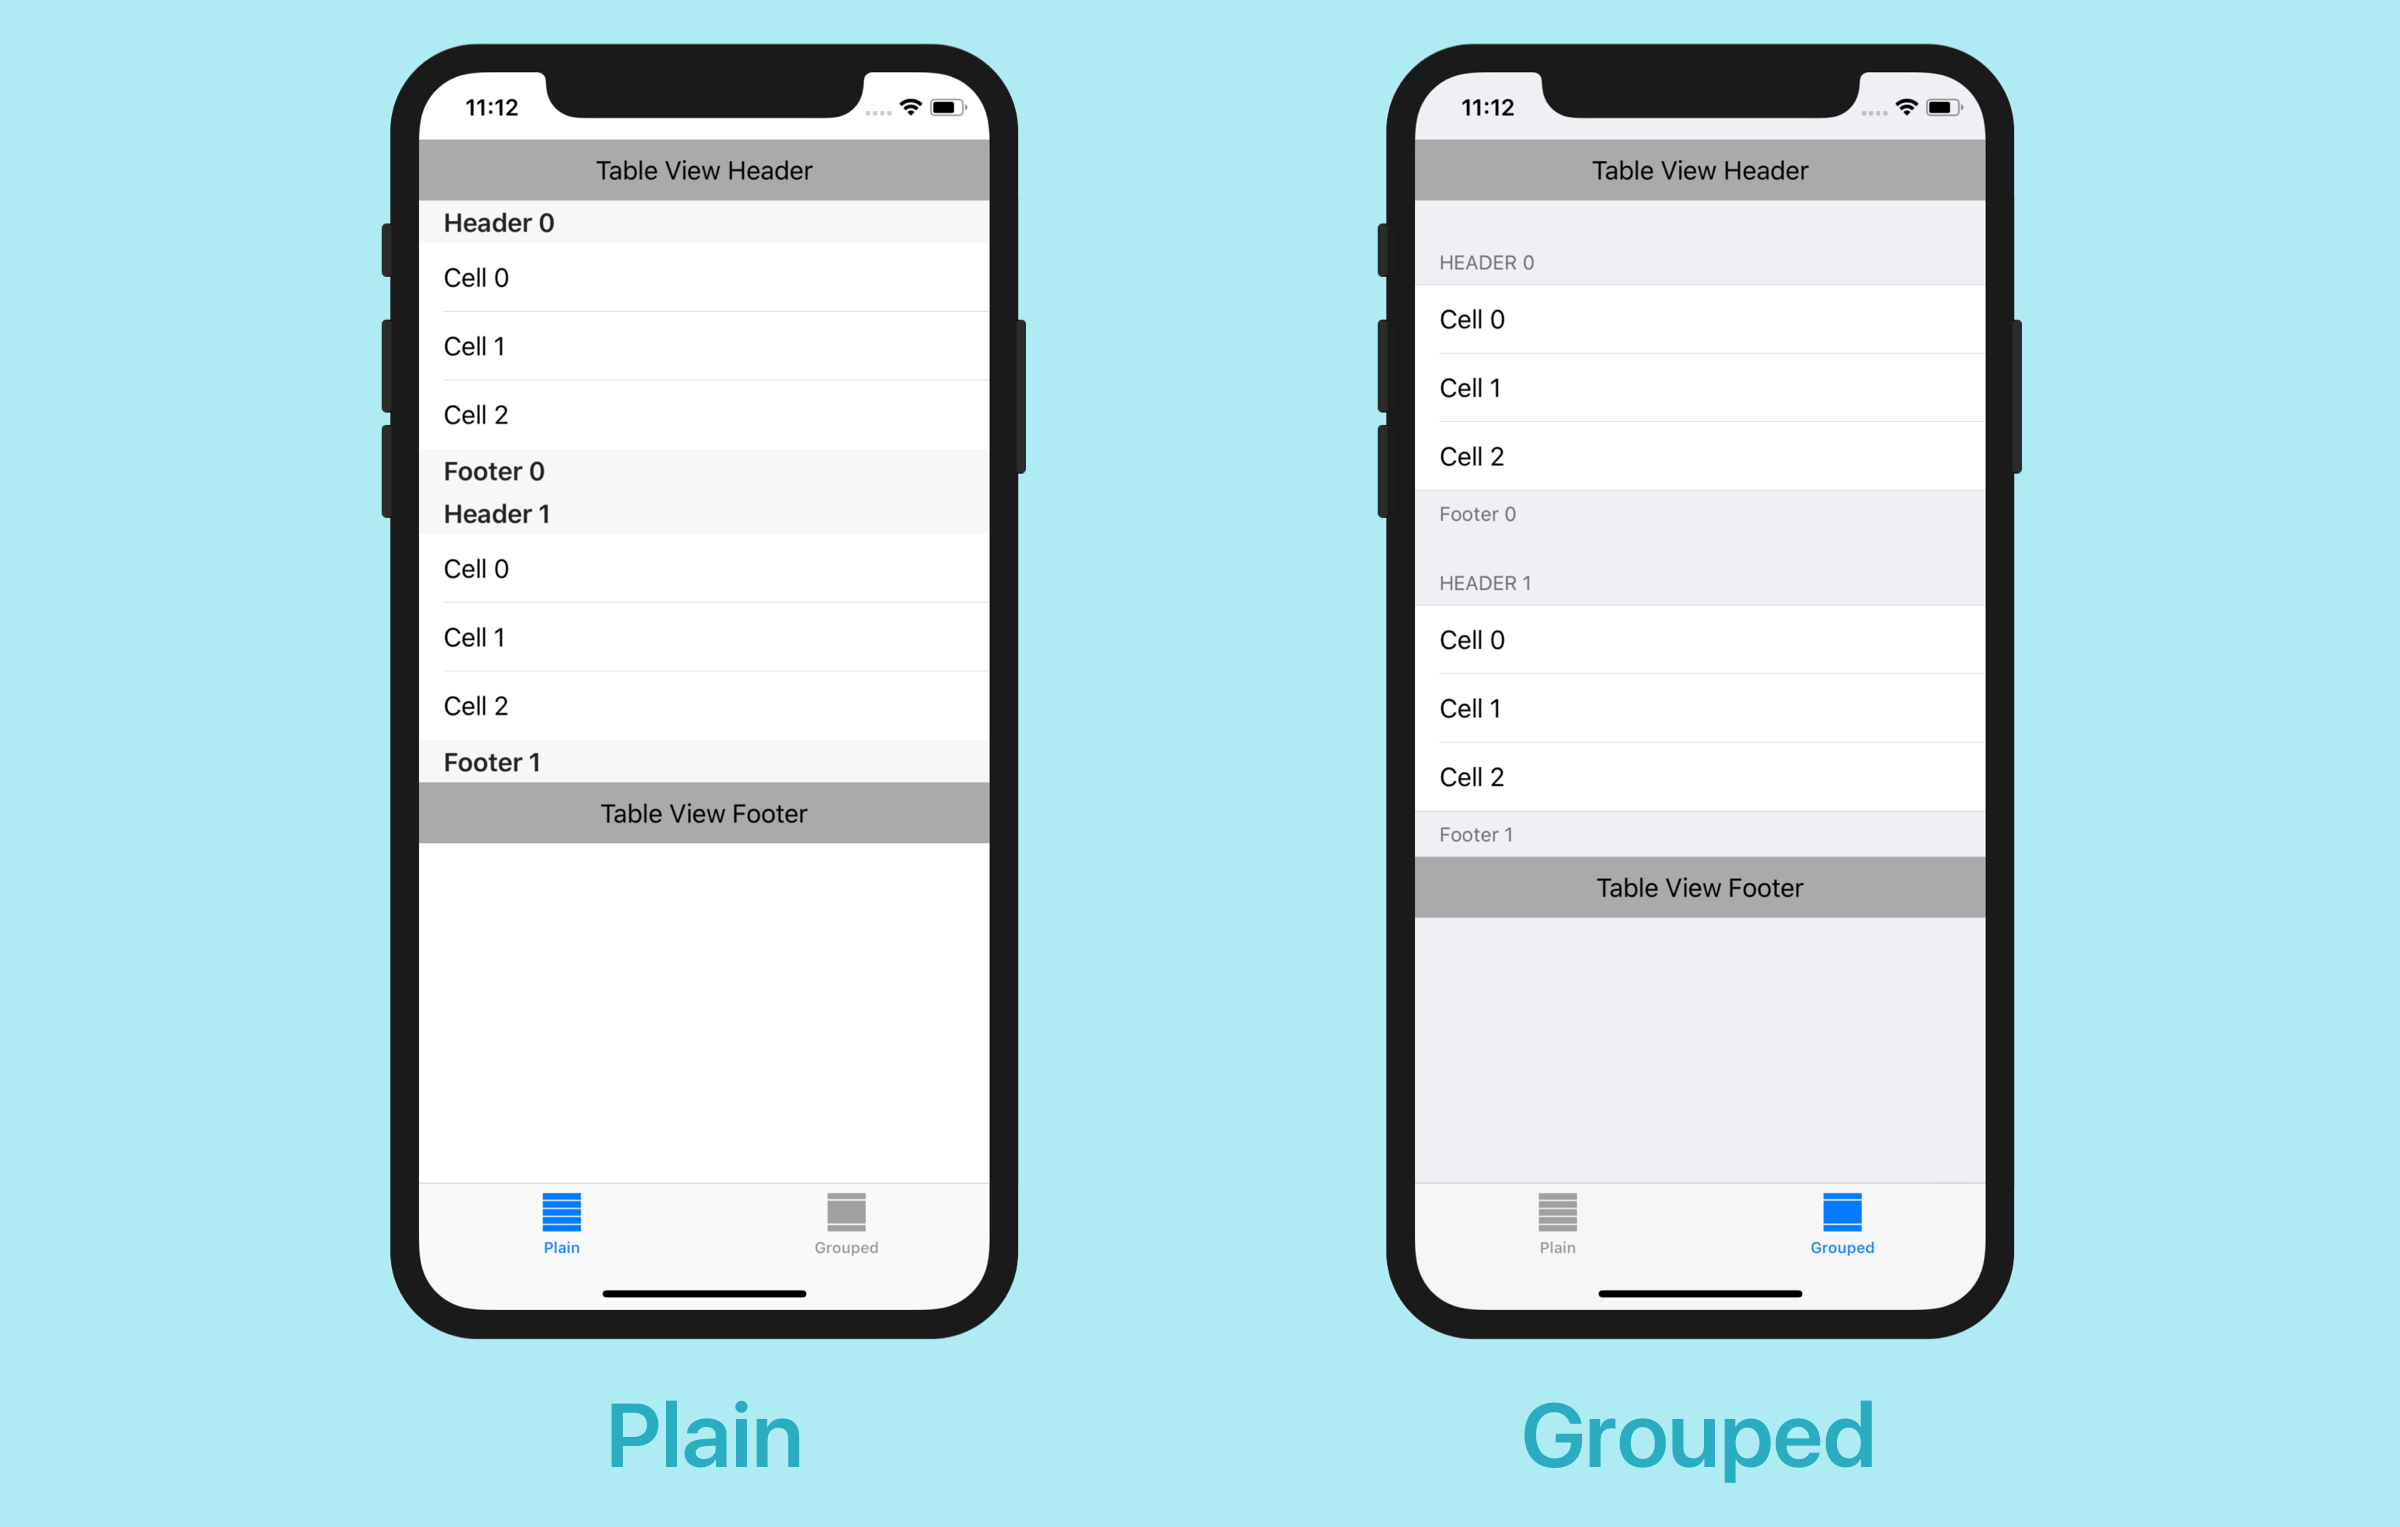 11:12
Table View Header
Header 0
Cell 0
Cell 1
Cell 2
Footer 0
Header 1
Cell 0
Cell 1
Cell 2
Footer 1
Table View Footer
Plain
Grouped
Plain
11:12
Table View Header
HEADER 0
Cell 0
Cell 1
Cell 2
Footer 0
HEADER 1
Cell 0
Cell 1
Cell 2
Footer 1
Table View Footer
Plain
Grouped
Grouped